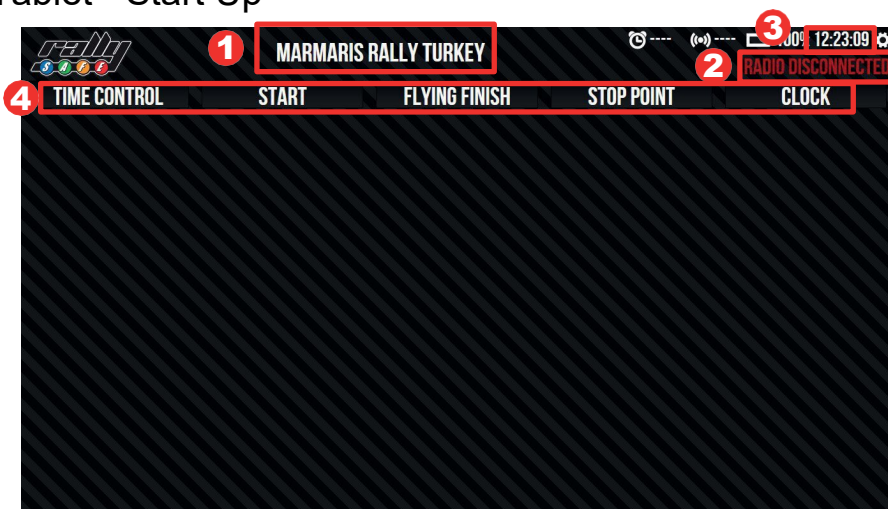 Tablet - Start Up
rally
SAFE
1
MARMARIS RALLY TURKEY
---- ---- 100% 12:23:09
3
2
RADIO DISCONNECTED
4
TIME CONTROL START FLYING FINISH STOP POINT CLOCK